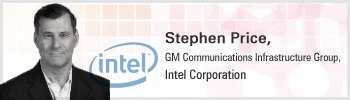 intel
Stephen Price,
GM Communications Infrastructure Group,
Intel Corporation